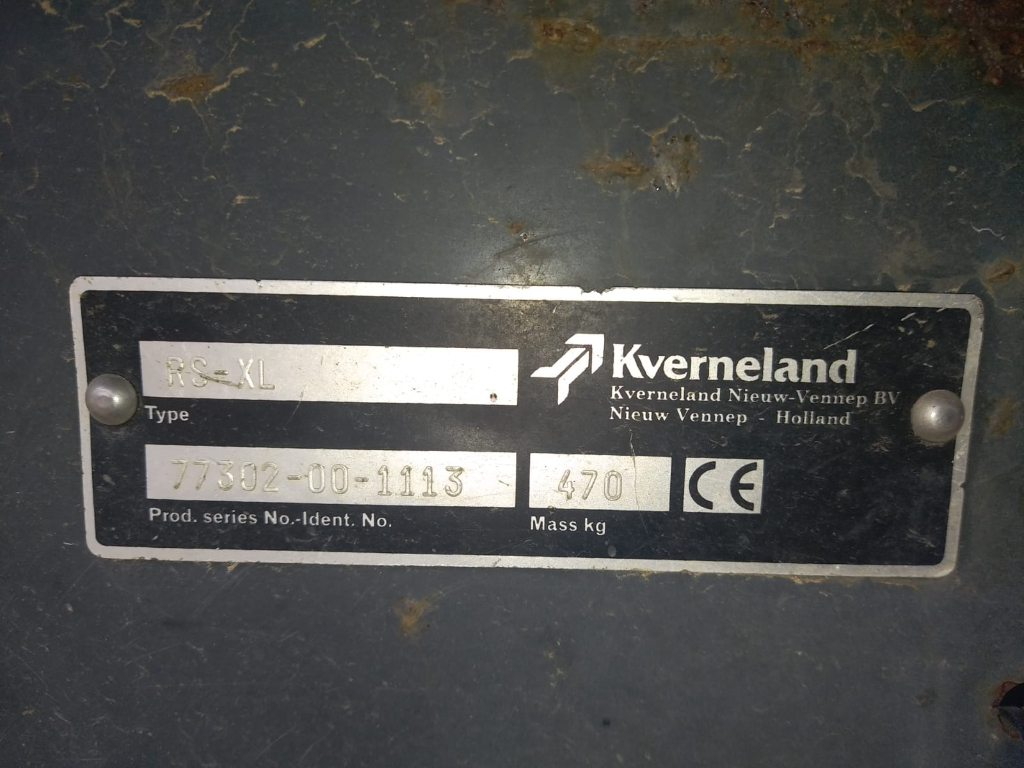 RS-XL
Type
Kverneland
Kverneland Nieuw-Vennep BV
Nieuw Vennep - Holland
77302-00-1113
Prod. series No.-Ident. No.
470
Mass kg
CE